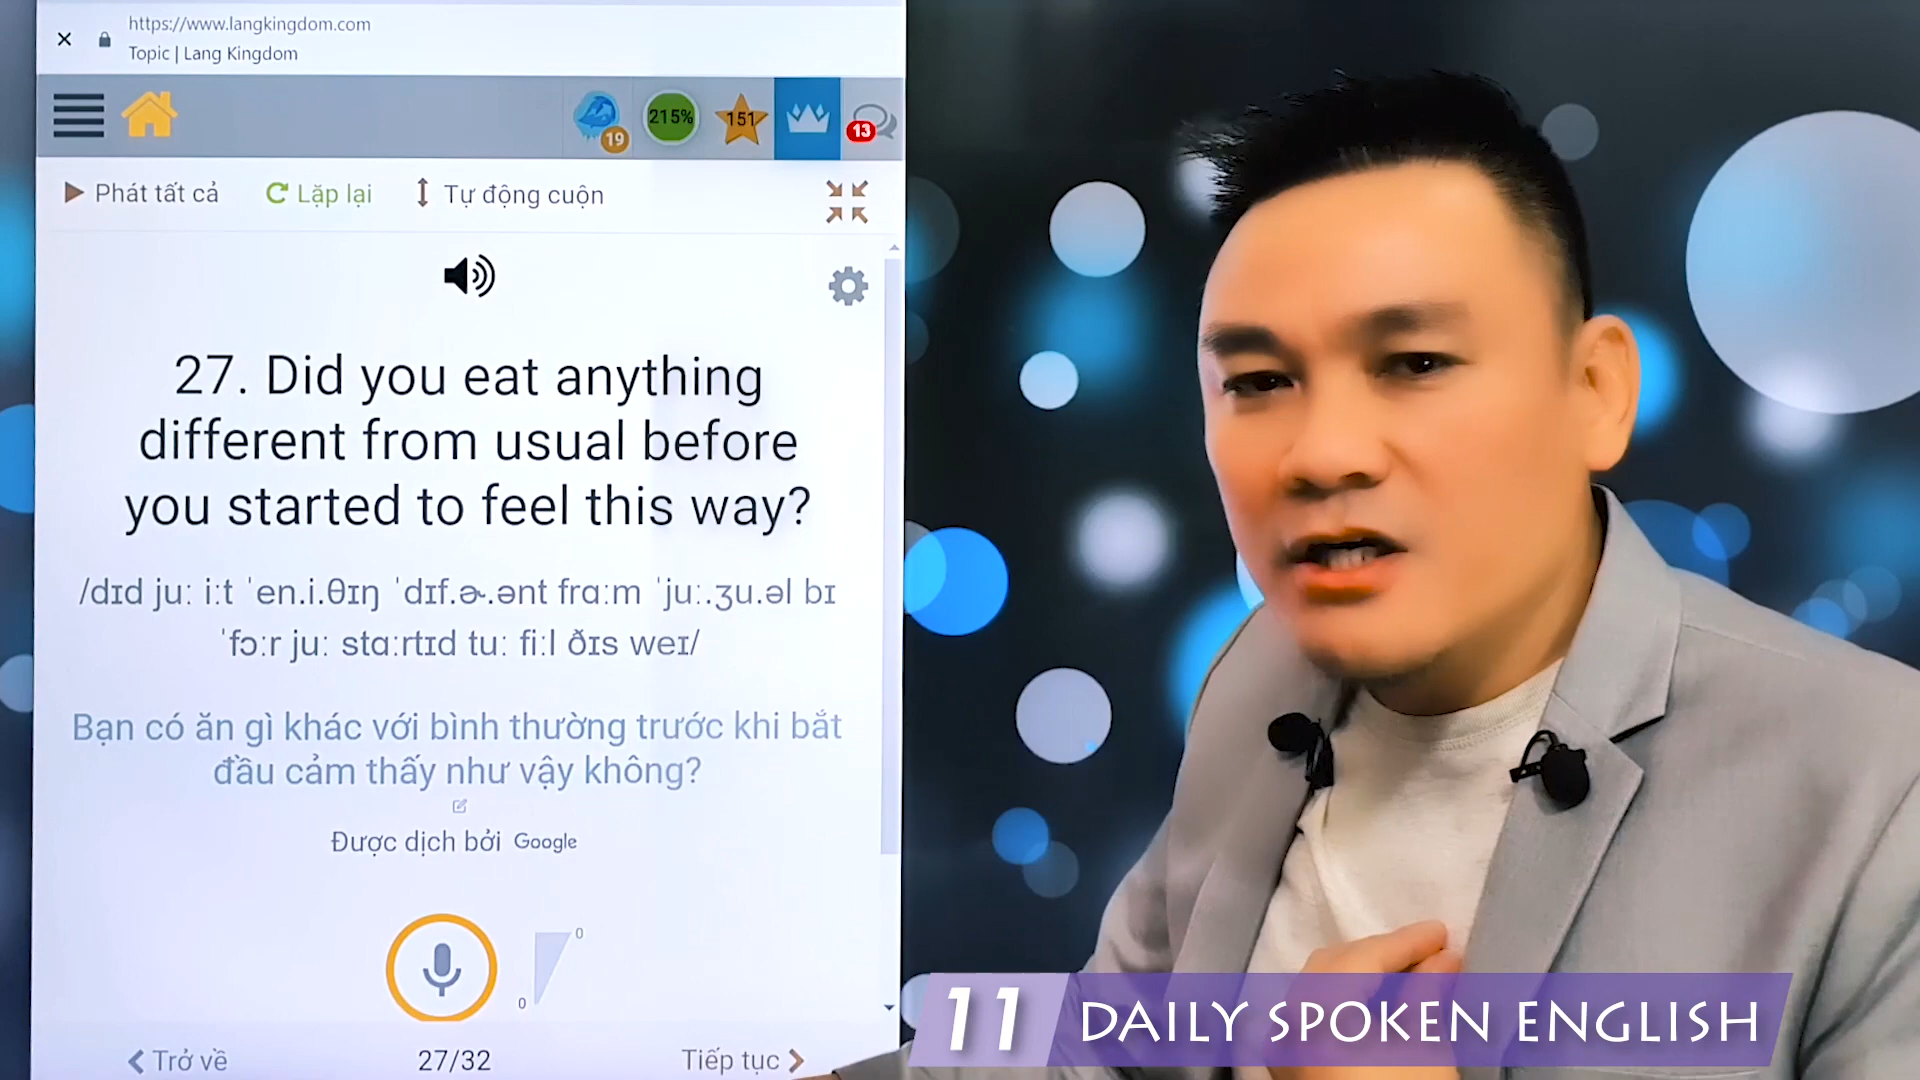 https://www.langkingdom.com
Topic | Lang Kingdom
19
215%
151
13
Phát tất cả
Lặp lại
Tự động cuộn
27. Did you eat anything
different from usual before
you started to feel this way?
/dɪd juː iːt ˈen.i.θɪŋ ˈdɪf.ɚ.ənt frɑːm ˈjuː.ʒu.əl bɪ
ˈfɔːr juː stɑːrtɪd tuː fiːl ðɪs weɪ/
Bạn có ăn gì khác với bình thường trước khi bắt
đầu cảm thấy như vậy không?
Được dịch bởi Google
0
0
Trở về
27/32
Tiếp tục
11 DAILY SPOKEN ENGLISH